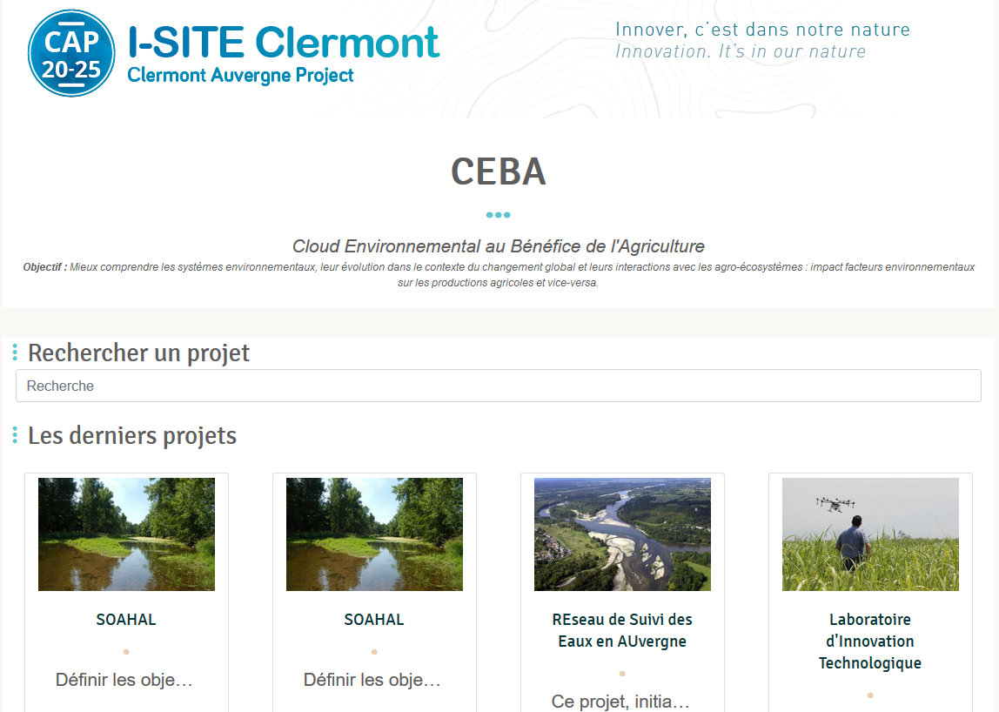 CAP
20-25
I-SITE Clermont
Clermont Auvergne Project
Innover, c'est dans notre nature
Innovation. It's in our nature
CEBA
Cloud Environnemental au Bénéfice de l'Agriculture
Objectif : Mieux comprendre les systèmes environnementaux, leur évolution dans le contexte du changement global et leurs interactions avec les agro-écosystèmes : impact facteurs environnementaux
sur les productions agricoles et vice-versa.
Rechercher un projet
Recherche
Les derniers projets
SOAHAL
Définir les obje…
SOAHAL
Définir les obje…
REseau de Suivi des
Eaux en AUvergne
Ce projet, initia…
Laboratoire
d'Innovation
Technologique